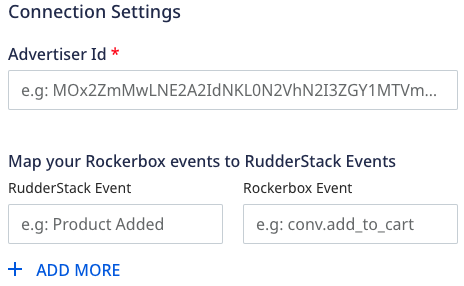 Connection Settings
Advertiser Id *
e.g: MOx2ZmMwLNE2A2IdNKL0N2VhN2I3ZGY1MTVm...
Map your Rockerbox events to RudderStack Events
RudderStack Event
Rockerbox Event
e.g: Product Added
e.g: conv.add_to_cart
+ ADD MORE